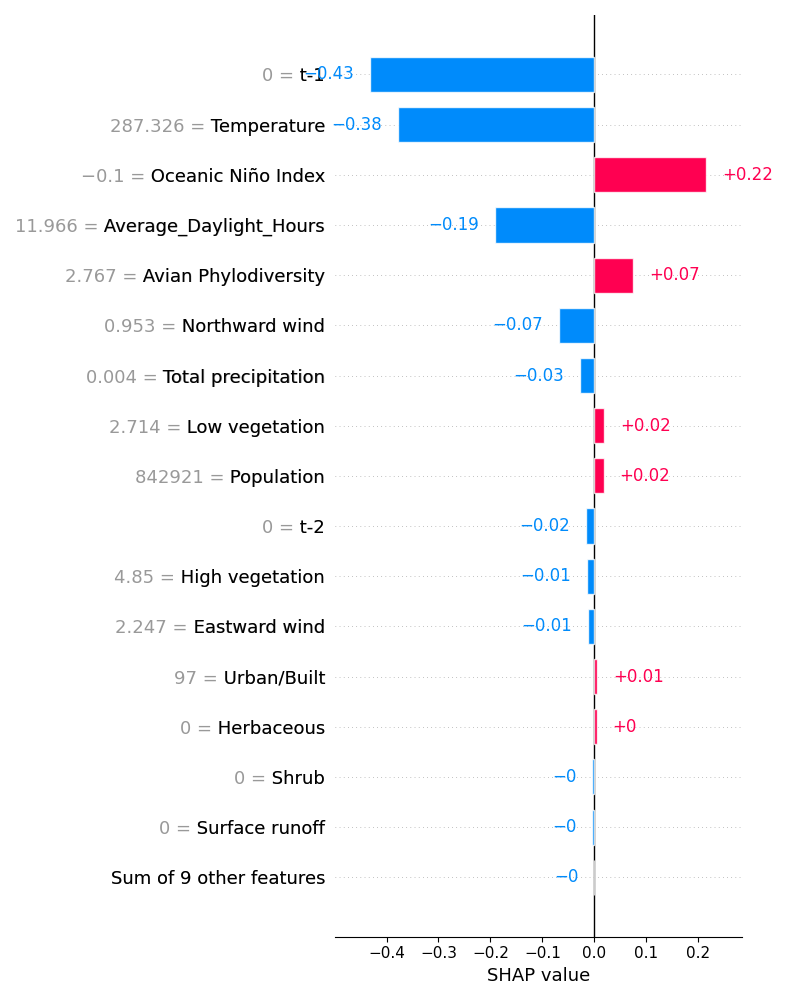 0 = t-1 −0.43
287.326 = Temperature −0.38
−0.1 = Oceanic Niño Index +0.22
11.966 = Average_Daylight_Hours −0.19
2.767 = Avian Phylodiversity +0.07
0.953 = Northward wind −0.07
0.004 = Total precipitation −0.03
2.714 = Low vegetation +0.02
842921 = Population +0.02
0 = t-2 −0.02
4.85 = High vegetation −0.01
2.247 = Eastward wind −0.01
97 = Urban/Built +0.01
0 = Herbaceous +0
0 = Shrub −0
0 = Surface runoff −0
Sum of 9 other features −0
−0.4 −0.3 −0.2 −0.1 0.0 0.1 0.2
SHAP value